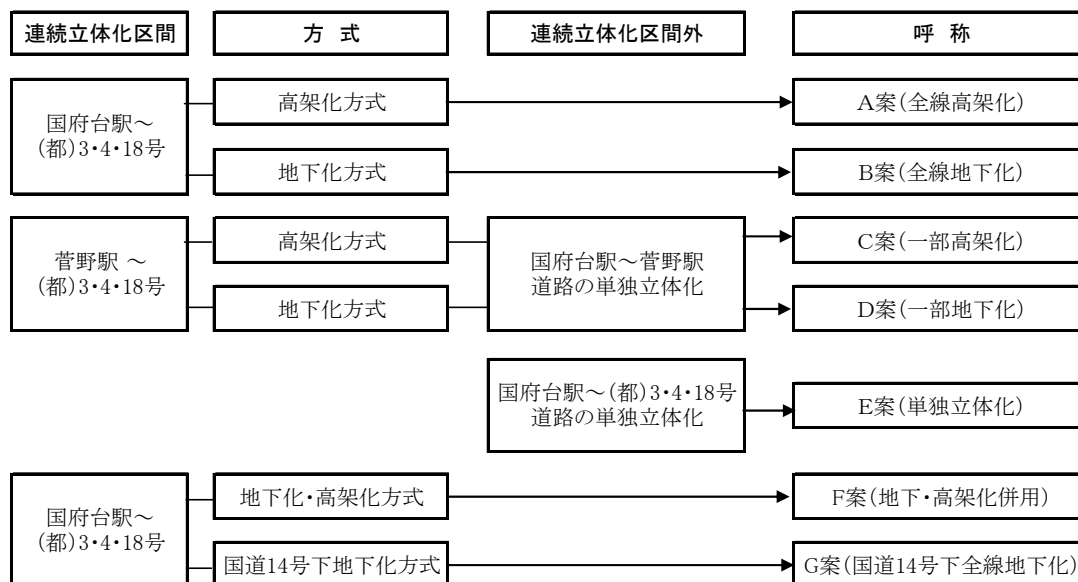 連続立体化区間
方 式
連続立体化区間外
呼 称
国府台駅～
(都)3・4・18号
高架化方式
A案(全線高架化)
地下化方式
B案(全線地下化)
菅野駅 ～
(都)3・4・18号
高架化方式
国府台駅～菅野駅
道路の単独立体化
C案(一部高架化)
地下化方式
D案(一部地下化)
国府台駅～(都)3・4・18号
道路の単独立体化
E案(単独立体化)
国府台駅～
(都)3・4・18号
地下化・高架化方式
F案(地下・高架化併用)
国道14号下地下化方式
G案(国道14号下全線地下化)